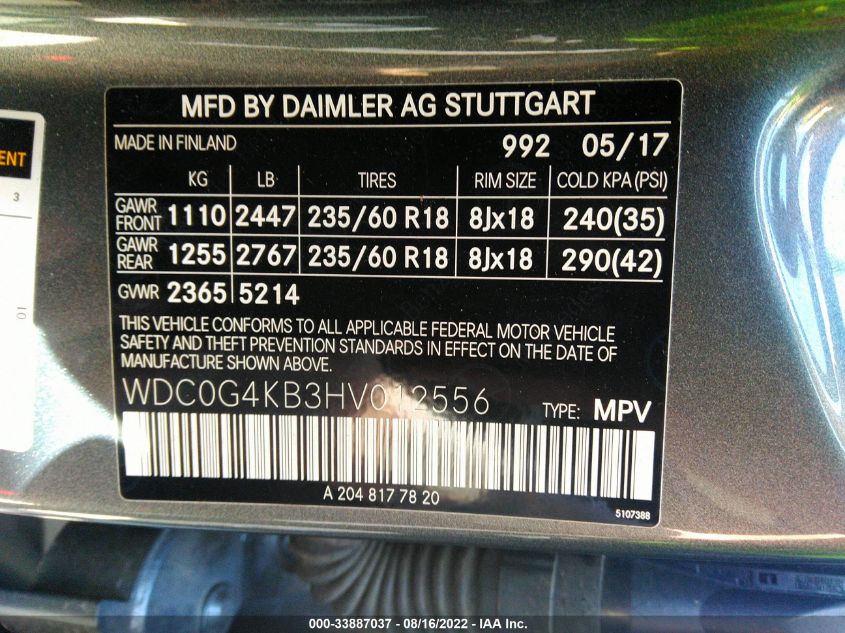 MFD BY DAIMLER AG STUTTGART
MADE IN FINLAND 992 05/17
KG LB TIRES RIM SIZE COLD KPA (PSI)
GAWR FRONT 1110 2447 235/60 R18 8Jx18 240(35)
GAWR REAR 1255 2767 235/60 R18 8Jx18 290(42)
GVWR 2365 5214
THIS VEHICLE CONFORMS TO ALL APPLICABLE FEDERAL MOTOR VEHICLE
SAFETY AND THEFT PREVENTION STANDARDS IN EFFECT ON THE DATE OF
MANUFACTURE SHOWN ABOVE.
WDC0G4KB3HV012556 TYPE: MPV
A 204 817 78 20
5107388
3
000-33887037 - 08/16/2022 - IAA Inc.